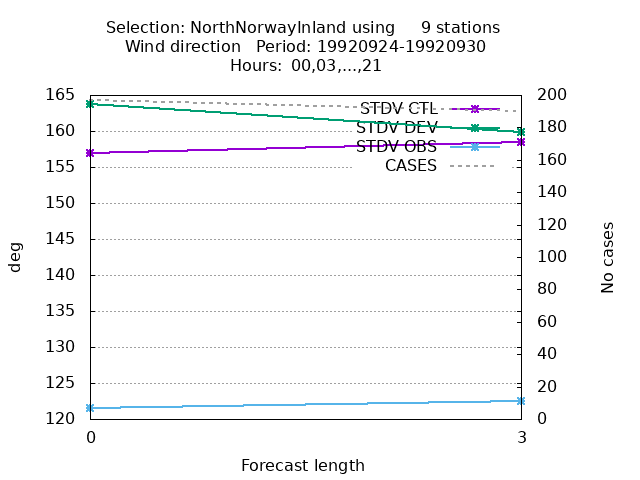 Selection: NorthNorwayInland using     9 stations
Wind direction   Period: 19920924-19920930
Hours:  00,03,...,21
165
160
155
150
145
140
135
130
125
120
200
180
160
140
120
100
80
60
40
20
0
STDV CTL
STDV DEV
STDV OBS
CASES
deg
No cases
0
3
Forecast length